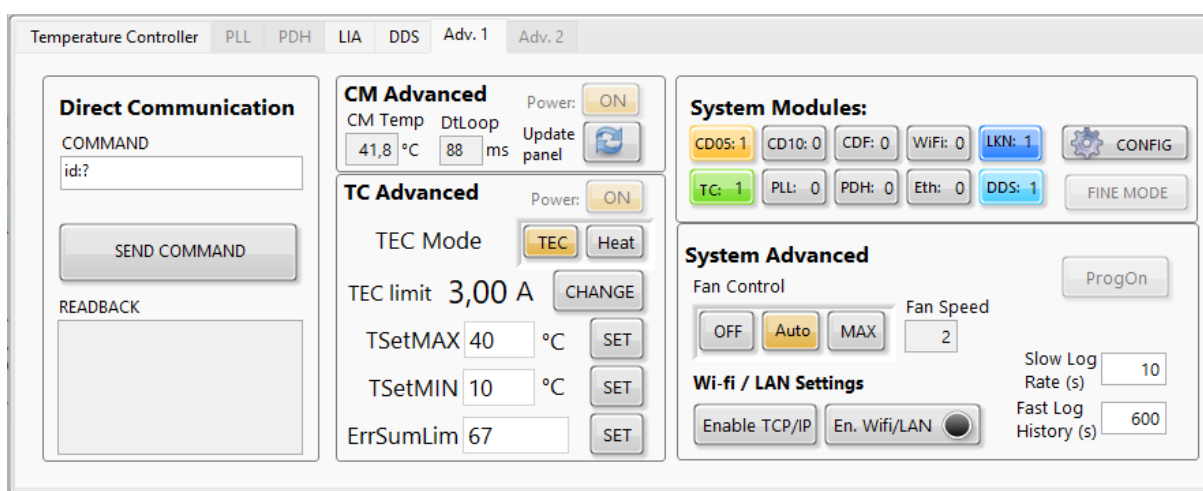 Temperature Controller PLL PDH LIA DDS Adv. 1 Adv. 2
Direct Communication
COMMAND
id:?
SEND COMMAND
READBACK
CM Advanced Power: ON
CM Temp DtLoop Update panel
41,8 °C 88 ms
TC Advanced Power: ON
TEC Mode TEC Heat
TEC limit 3,00 A CHANGE
TSetMAX 40 °C SET
TSetMIN 10 °C SET
ErrSumLim 67 SET
System Modules:
CD05: 1 CD10: 0 CDF: 0 WiFi: 0 LKN: 1 CONFIG
TC: 1 PLL: 0 PDH: 0 Eth: 0 DDS: 1 FINE MODE
System Advanced
ProgOn
Fan Control
OFF Auto MAX
Fan Speed
2
Wi-fi / LAN Settings
Enable TCP/IP En. Wifi/LAN
Slow Log
Rate (s) 10
Fast Log
History (s) 600